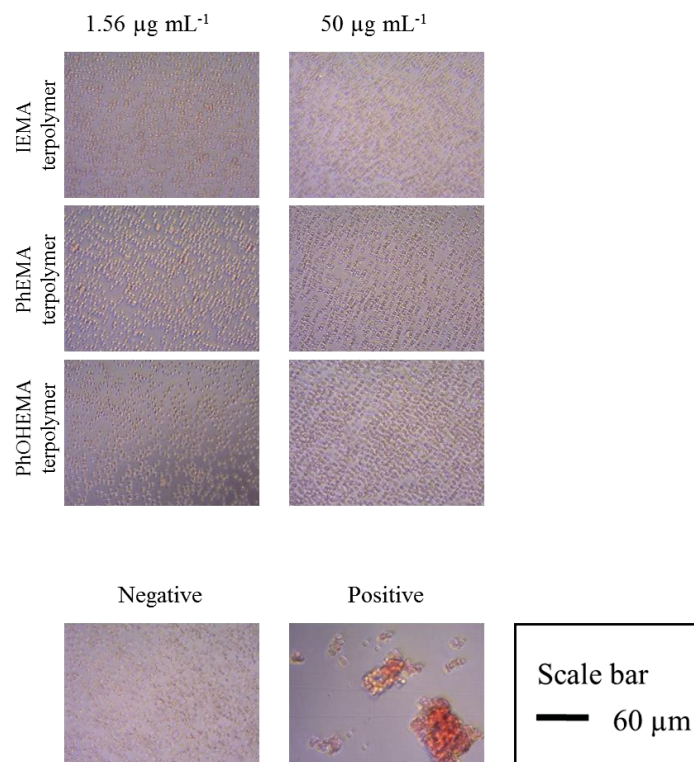 1.56 µg mL⁻¹
50 µg mL⁻¹
IEMA
terpolymer
PhEMA
terpolymer
PhOHEMA
terpolymer
Negative
Positive
Scale bar
60 µm